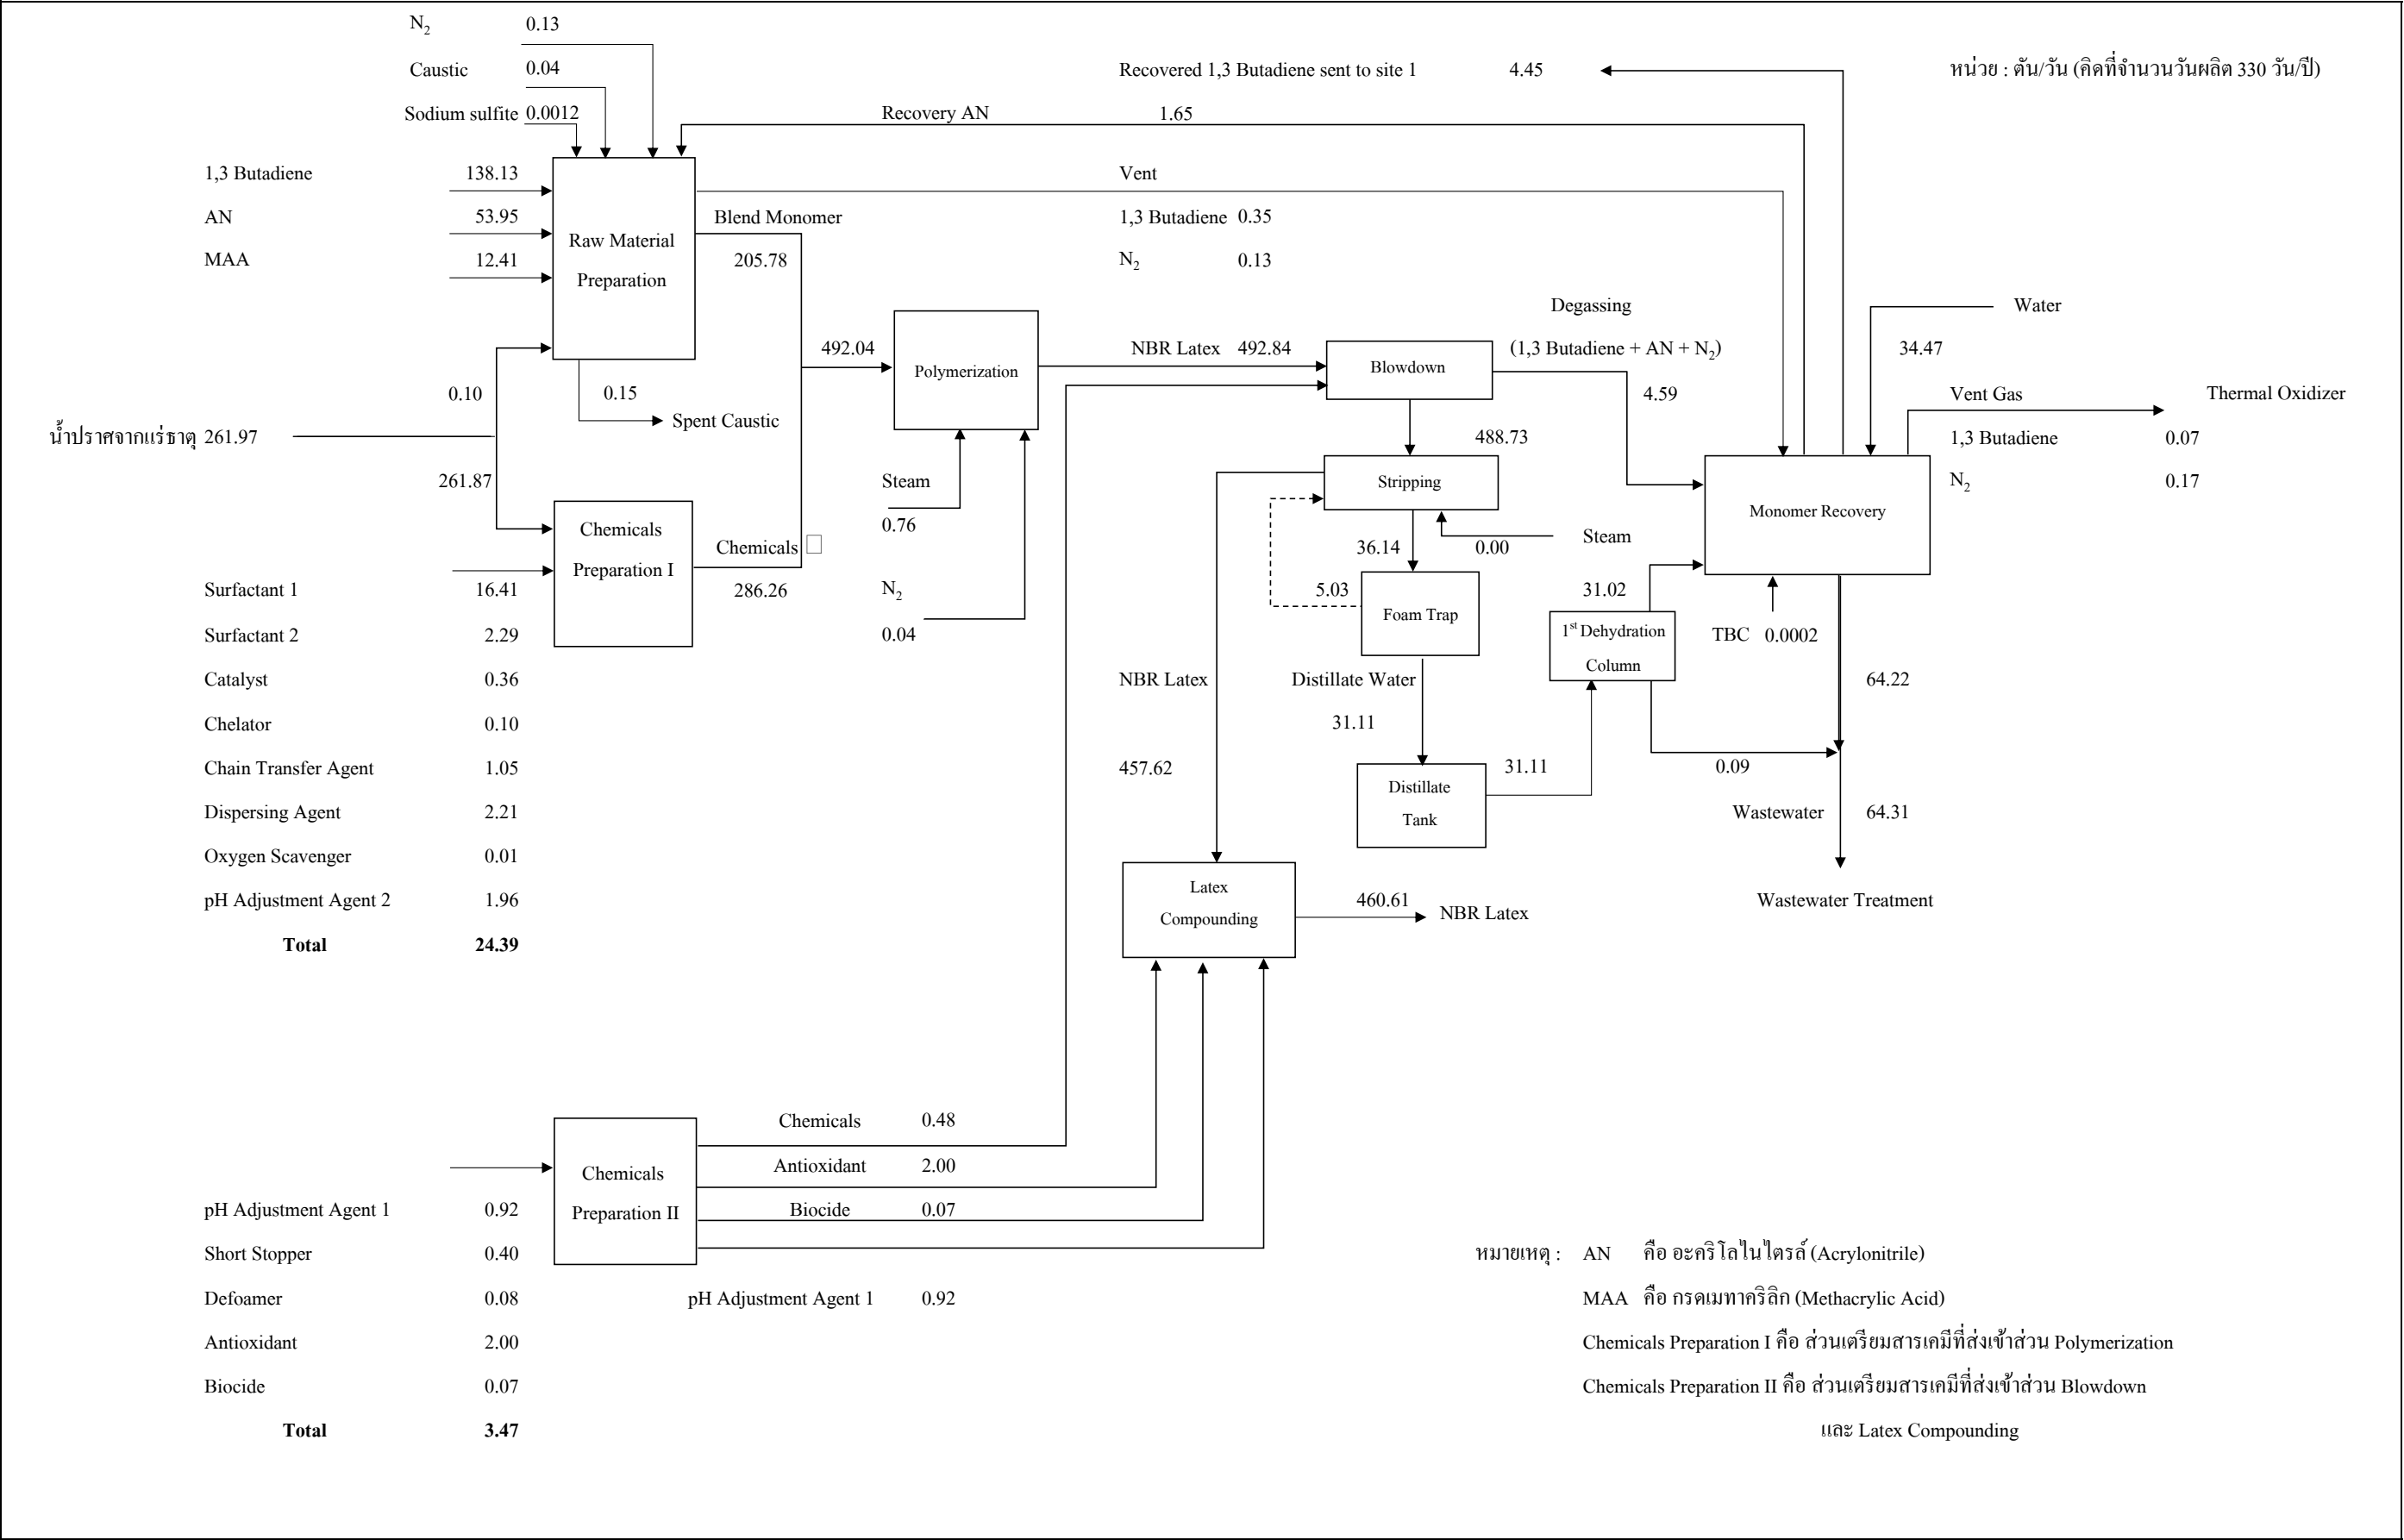 N2 0.13
Caustic 0.04
Recovered 1,3 Butadiene sent to site 1 4.45
หน่วย : ตัน/วัน (คิดที่จำนวนวันผลิต 330 วัน/ปี)
Sodium sulfite 0.0012
Recovery AN 1.65
1,3 Butadiene 138.13
Vent
AN 53.95
Blend Monomer
1,3 Butadiene 0.35
Raw Material
Preparation
MAA 12.41
205.78
N2 0.13
Degassing
Water
492.04
NBR Latex 492.84
(1,3 Butadiene + AN + N2)
34.47
Polymerization
Blowdown
0.10
0.15
4.59
Vent Gas
Thermal Oxidizer
Spent Caustic
น้ำปราศจากแร่ธาตุ 261.97
488.73
1,3 Butadiene 0.07
261.87
Steam
Stripping
N2 0.17
Monomer Recovery
0.76
Chemicals
Preparation I
Chemicals □
36.14
0.00
Steam
Surfactant 1 16.41
286.26
N2
5.03
31.02
Foam Trap
Surfactant 2 2.29
0.04
1st Dehydration
Column
TBC 0.0002
Catalyst 0.36
NBR Latex
Distillate Water
64.22
Chelator 0.10
31.11
Chain Transfer Agent 1.05
457.62
31.11
0.09
Distillate
Tank
Dispersing Agent 2.21
Wastewater 64.31
Oxygen Scavenger 0.01
Latex
Compounding
pH Adjustment Agent 2 1.96
460.61
NBR Latex
Wastewater Treatment
Total 24.39
Chemicals 0.48
Antioxidant 2.00
Chemicals
Preparation II
pH Adjustment Agent 1 0.92
Biocide 0.07
Short Stopper 0.40
หมายเหตุ : AN คือ อะคริโลไนไตรล์ (Acrylonitrile)
Defoamer 0.08
pH Adjustment Agent 1 0.92
MAA คือ กรดเมทาคริลิก (Methacrylic Acid)
Antioxidant 2.00
Chemicals Preparation I คือ ส่วนเตรียมสารเคมีที่ส่งเข้าส่วน Polymerization
Biocide 0.07
Chemicals Preparation II คือ ส่วนเตรียมสารเคมีที่ส่งเข้าส่วน Blowdown
Total 3.47
และ Latex Compounding